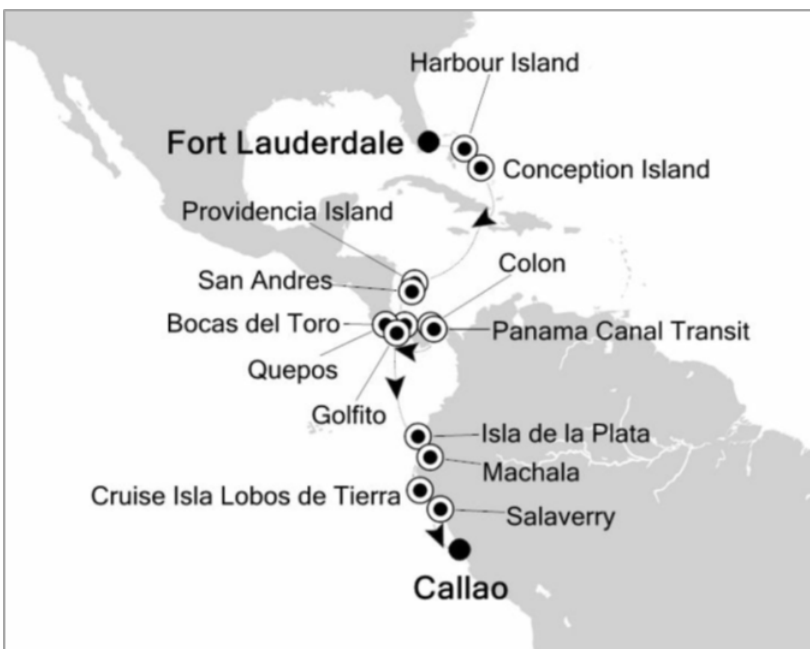 Harbour Island
Fort Lauderdale
Conception Island
Providencia Island
Colon
San Andres
Bocas del Toro
Panama Canal Transit
Quepos
Golfito
Isla de la Plata
Machala
Cruise Isla Lobos de Tierra
Salaverry
Callao